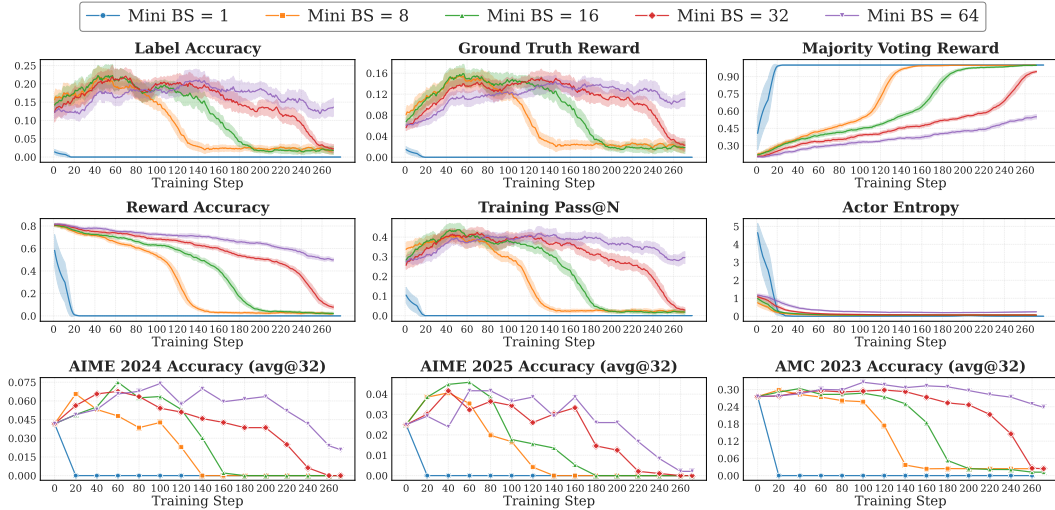 Mini BS = 1 Mini BS = 8 Mini BS = 16 Mini BS = 32 Mini BS = 64
Label Accuracy
0.25
0.20
0.15
0.10
0.05
0.00
0 20 40 60 80 100 120 140 160 180 200 220 240 260
Training Step
Ground Truth Reward
0.16
0.12
0.08
0.04
0.00
0 20 40 60 80 100 120 140 160 180 200 220 240 260
Training Step
Majority Voting Reward
0.90
0.75
0.60
0.45
0.30
0 20 40 60 80 100 120 140 160 180 200 220 240 260
Training Step
Reward Accuracy
0.8
0.6
0.4
0.2
0.0
0 20 40 60 80 100 120 140 160 180 200 220 240 260
Training Step
Training Pass@N
0.4
0.3
0.2
0.1
0.0
0 20 40 60 80 100 120 140 160 180 200 220 240 260
Training Step
Actor Entropy
5
4
3
2
1
0
0 20 40 60 80 100 120 140 160 180 200 220 240 260
Training Step
AIME 2024 Accuracy (avg@32)
0.075
0.060
0.045
0.030
0.015
0.000
0 20 40 60 80 100 120 140 160 180 200 220 240 260
Training Step
AIME 2025 Accuracy (avg@32)
0.04
0.03
0.02
0.01
0.00
0 20 40 60 80 100 120 140 160 180 200 220 240 260
Training Step
AMC 2023 Accuracy (avg@32)
0.30
0.24
0.18
0.12
0.06
0.00
0 20 40 60 80 100 120 140 160 180 200 220 240 260
Training Step